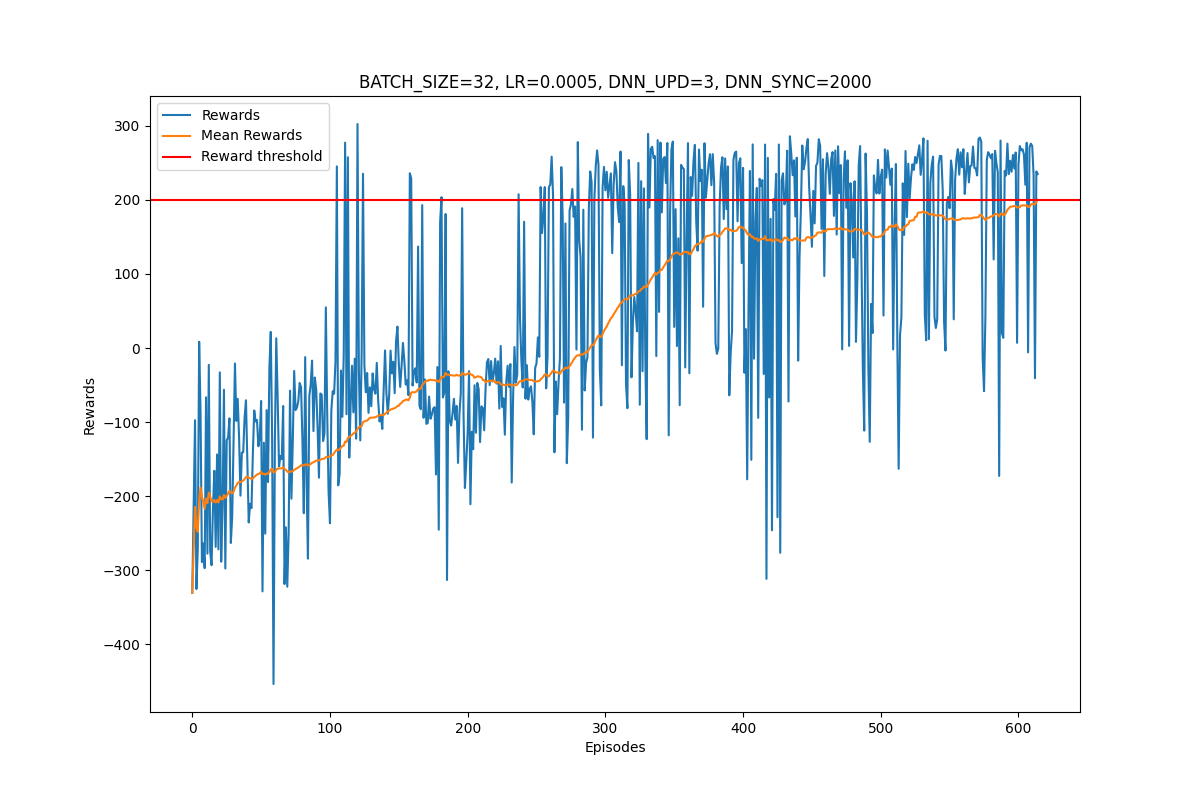 BATCH_SIZE=32, LR=0.0005, DNN_UPD=3, DNN_SYNC=2000
Rewards
Mean Rewards
Reward threshold
300
200
100
0
−100
−200
−300
−400
Rewards
0 100 200 300 400 500 600
Episodes